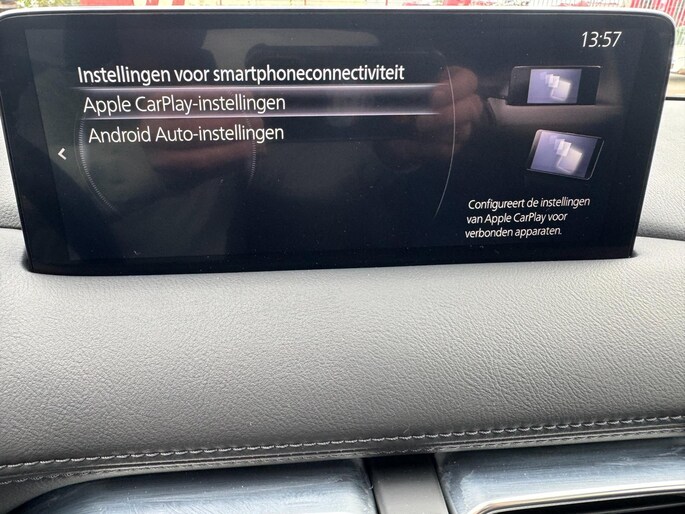 13:57
Instellingen voor smartphoneconnectiviteit
Apple CarPlay-instellingen
Android Auto-instellingen
Configureert de instellingen
van Apple CarPlay voor
verbonden apparaten.